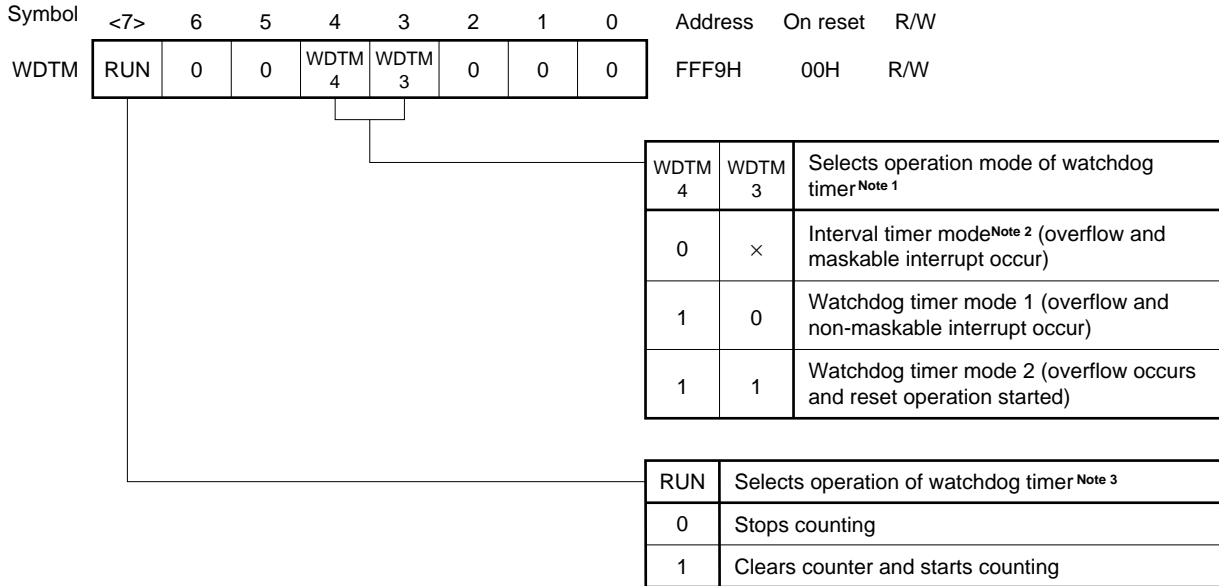 Symbol <7> 6 5 4 3 2 1 0 Address On reset R/W
WDTM RUN 0 0 WDTM 4 WDTM 3 0 0 0 FFF9H 00H R/W
WDTM 4 WDTM 3 Selects operation mode of watchdog
timer Note 1
0 × Interval timer mode Note 2 (overflow and
maskable interrupt occur)
1 0 Watchdog timer mode 1 (overflow and
non-maskable interrupt occur)
1 1 Watchdog timer mode 2 (overflow occurs
and reset operation started)
RUN Selects operation of watchdog timer Note 3
0 Stops counting
1 Clears counter and starts counting